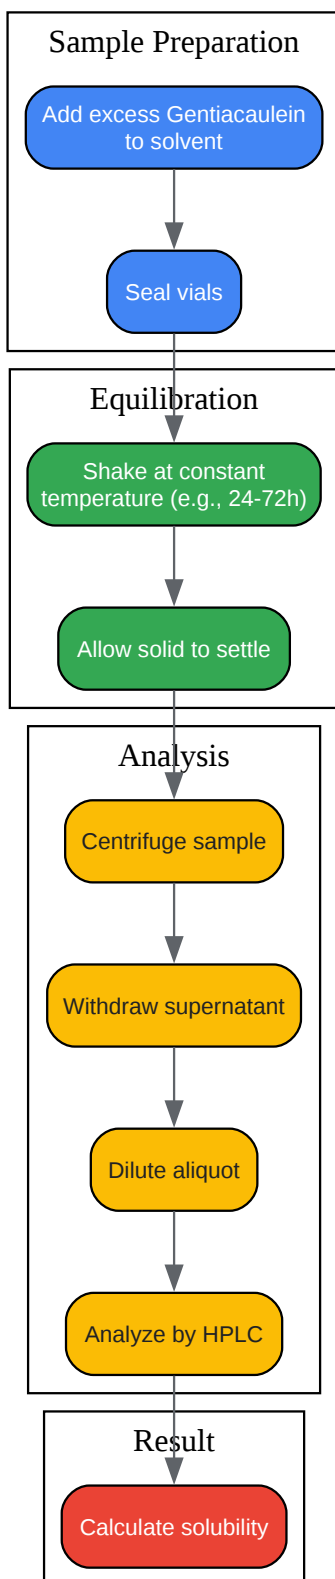 Sample Preparation
Add excess Gentiacaulein
to solvent
Seal vials
Equilibration
Shake at constant
temperature (e.g., 24-72h)
Allow solid to settle
Analysis
Centrifuge sample
Withdraw supernatant
Dilute aliquot
Analyze by HPLC
Result
Calculate solubility